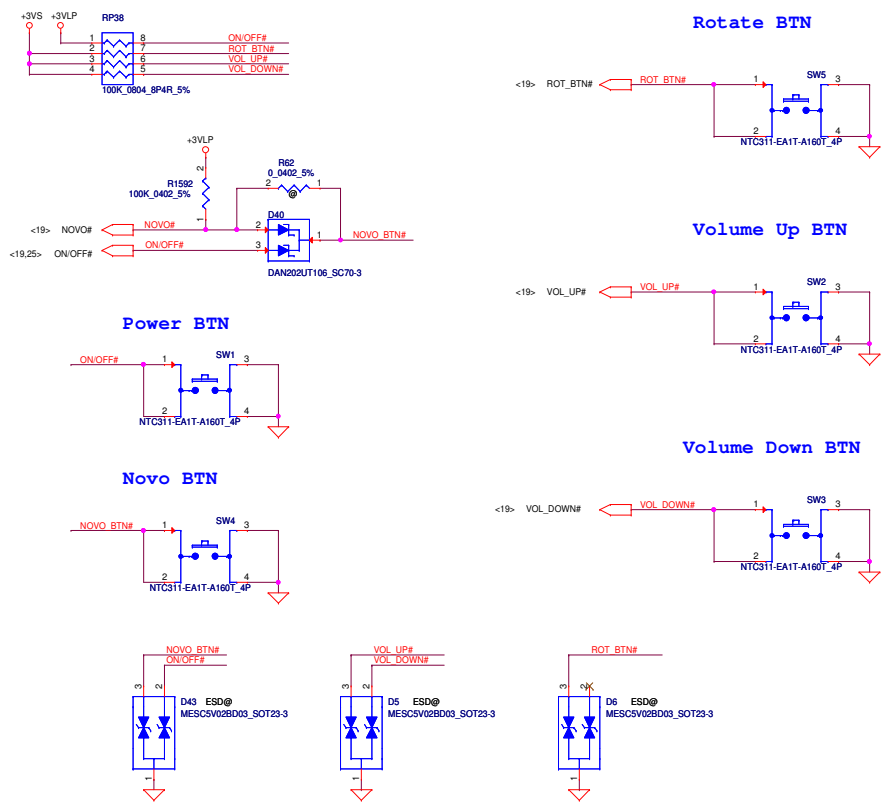 +3VS +3VLP RP38
1 8 ON/OFF#
2 7 ROT_BTN#
3 6 VOL_UP#
4 5 VOL_DOWN#
100K_0804_8P4R_5%
Rotate BTN
<19> ROT_BTN# ROT_BTN# 1 SW5 3
2 4
NTC311-EA1T-A160T_4P
+3VLP
2 R62
0_0402_5%
R1592 2 1
100K_0402_5% @
1 D40
<19> NOVO# NOVO# 2
1 NOVO_BTN#
<19,25> ON/OFF# ON/OFF# 3
DAN202UT106_SC70-3
Volume Up BTN
<19> VOL_UP# VOL_UP# 1 SW2 3
2 4
NTC311-EA1T-A160T_4P
Power BTN
ON/OFF# 1 SW1 3
2 4
NTC311-EA1T-A160T_4P
Volume Down BTN
<19> VOL_DOWN# VOL_DOWN# 1 SW3 3
2 4
NTC311-EA1T-A160T_4P
Novo BTN
NOVO_BTN# 1 SW4 3
2 4
NTC311-EA1T-A160T_4P
NOVO_BTN#
ON/OFF#
3 2
D43 ESD@
MESC5V02BD03_SOT23-3
1
VOL_UP#
VOL_DOWN#
3 2
D5 ESD@
MESC5V02BD03_SOT23-3
1
ROT_BTN#
3 2
D6 ESD@
MESC5V02BD03_SOT23-3
1